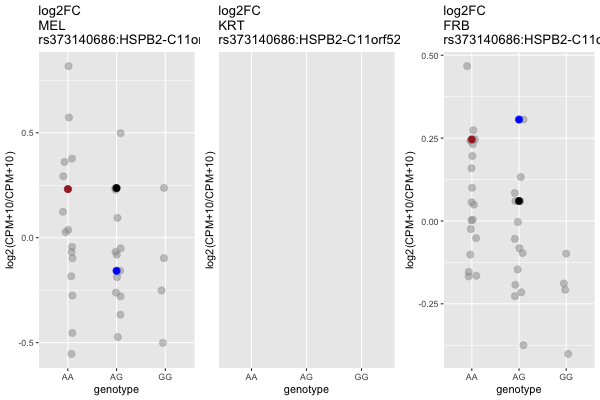 log2FC
MEL
rs373140686:HSPB2-C11or
log2(CPM+10/CPM+10)
0.5
0.0
-0.5
AA AG GG
genotype
log2FC
KRT
rs373140686:HSPB2-C11orf52
log2(CPM+10/CPM+10)
AA AG GG
genotype
log2FC
FRB
rs373140686:HSPB2-C11o
log2(CPM+10/CPM+10)
0.50
0.25
0.00
-0.25
AA AG GG
genotype